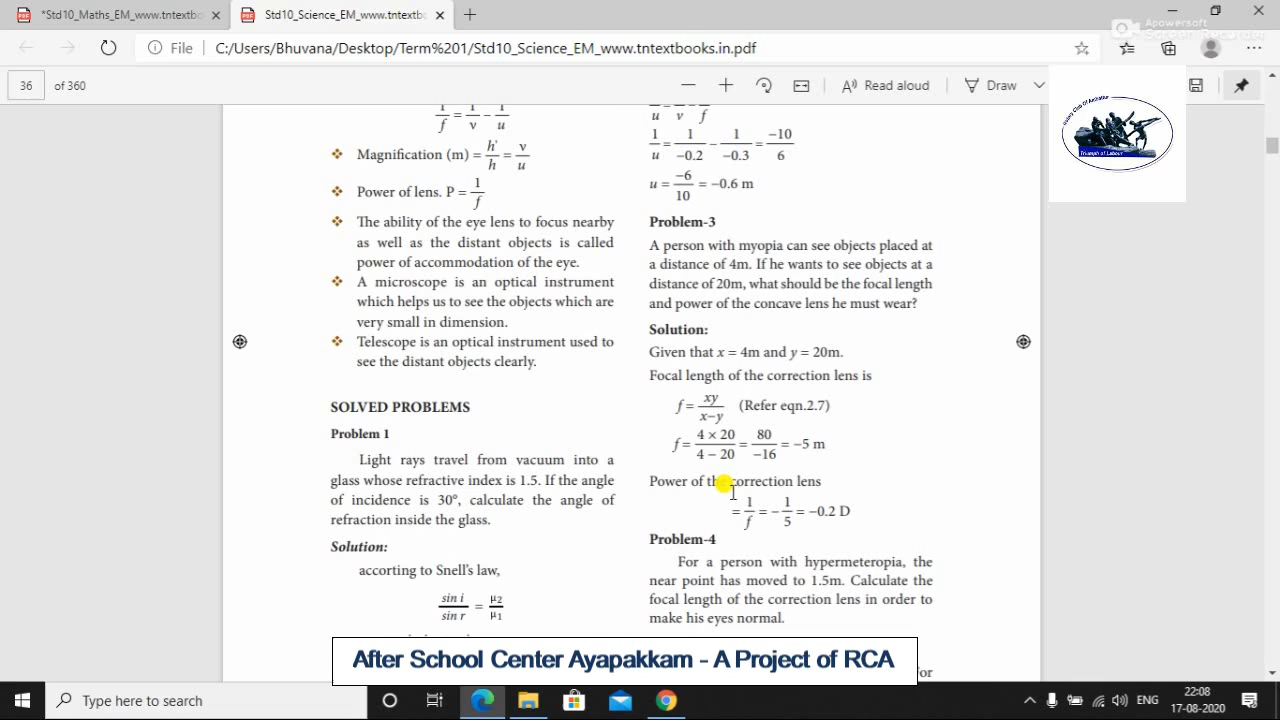 *Std10_Maths_EM_www.tntextbo
Std10_Science_EM_www.tntextb
Apowersoft
Screen Recorder
File
C:/Users/Bhuvana/Desktop/Term%201/Std10_Science_EM_www.tntextbooks.in.pdf
36 of 360
Read aloud
Draw
1/f = 1/v − 1/u
Magnification (m) = h'/h = v/u
Power of lens. P = 1/f
The ability of the eye lens to focus nearby
as well as the distant objects is called
power of accommodation of the eye.
A microscope is an optical instrument
which helps us to see the objects which are
very small in dimension.
Telescope is an optical instrument used to
see the distant objects clearly.
SOLVED PROBLEMS
Problem 1
Light rays travel from vacuum into a
glass whose refractive index is 1.5. If the angle
of incidence is 30°, calculate the angle of
refraction inside the glass.
Solution:
according to Snell's law,
sin i / sin r = μ2 / μ1
u v f
1/u = 1/−0.2 − 1/−0.3 = −10/6
u = −6/10 = −0.6 m
Problem-3
A person with myopia can see objects placed at
a distance of 4m. If he wants to see objects at a
distance of 20m, what should be the focal length
and power of the concave lens he must wear?
Solution:
Given that x = 4m and y = 20m.
Focal length of the correction lens is
f = xy/x−y (Refer eqn.2.7)
f = 4 × 20 / 4 − 20 = 80/−16 = −5 m
Power of the correction lens
= 1/f = −1/5 = −0.2 D
Problem-4
For a person with hypermeteropia, the
near point has moved to 1.5m. Calculate the
focal length of the correction lens in order to
make his eyes normal.
for
Triumph of Labour
After School Center Ayapakkam - A Project of RCA
Type here to search
ENG
22:08
17-08-2020